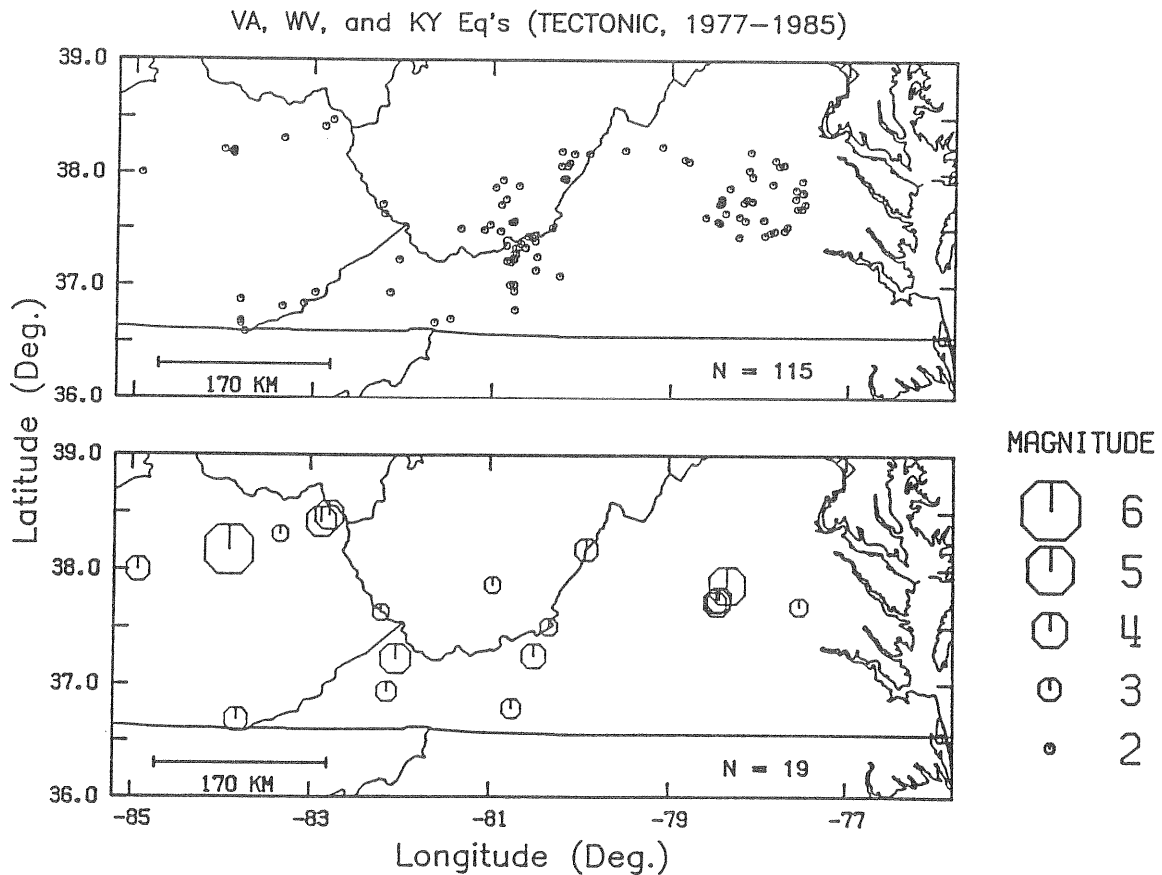 VA, WV, and KY Eq's (TECTONIC, 1977-1985)
39.0
38.0
37.0
36.0
170 KM
N = 115
Latitude (Deg.)
39.0
38.0
37.0
36.0
170 KM
N = 19
-85
-83
-81
-79
-77
Longitude (Deg.)
MAGNITUDE
6
5
4
3
2